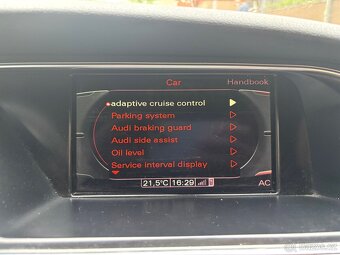 Car
Handbook
adaptive cruise control
Parking system
Audi braking guard
Audi side assist
Oil level
Service interval display
21.5°C 16:29
AC